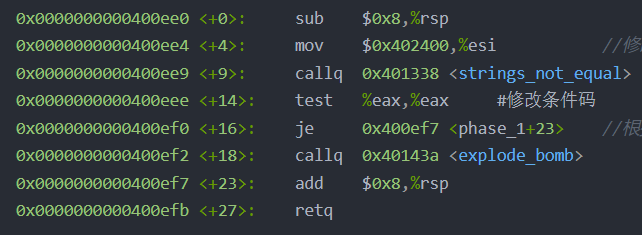 0x0000000000400ee0 <+0>: sub $0x8,%rsp
0x0000000000400ee4 <+4>: mov $0x402400,%esi //修
0x0000000000400ee9 <+9>: callq 0x401338 <strings_not_equal>
0x0000000000400eee <+14>: test %eax,%eax #修改条件码
0x0000000000400ef0 <+16>: je 0x400ef7 <phase_1+23> //根
0x0000000000400ef2 <+18>: callq 0x40143a <explode_bomb>
0x0000000000400ef7 <+23>: add $0x8,%rsp
0x0000000000400efb <+27>: retq